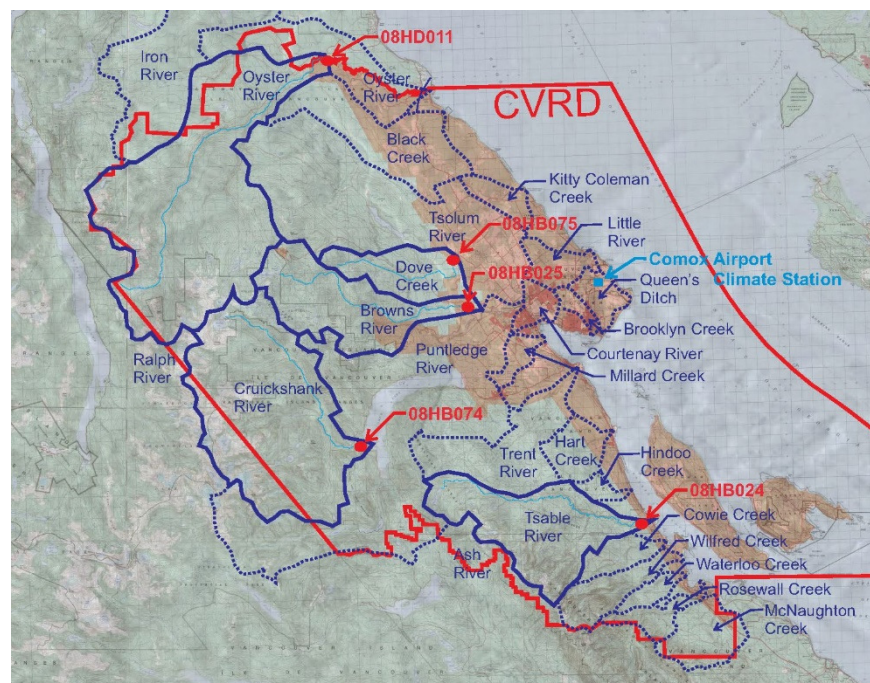 08HD011
Iron
River
Oyster
River
Oyster
River
CVRD
Black
Creek
Kitty Coleman
Creek
Tsolum
River
08HB075
Little
River
Dove
Creek
08HB025
Comox Airport
Climate Station
Queen's
Ditch
Browns
River
Brooklyn Creek
Courtenay River
Puntledge
River
Millard Creek
Ralph
River
Cruickshank
River
08HB074
Trent
River
Hart
Creek
Hindoo
Creek
08HB024
Tsable
River
Cowie Creek
Wilfred Creek
Ash
River
Waterloo Creek
Rosewall Creek
McNaughton
Creek